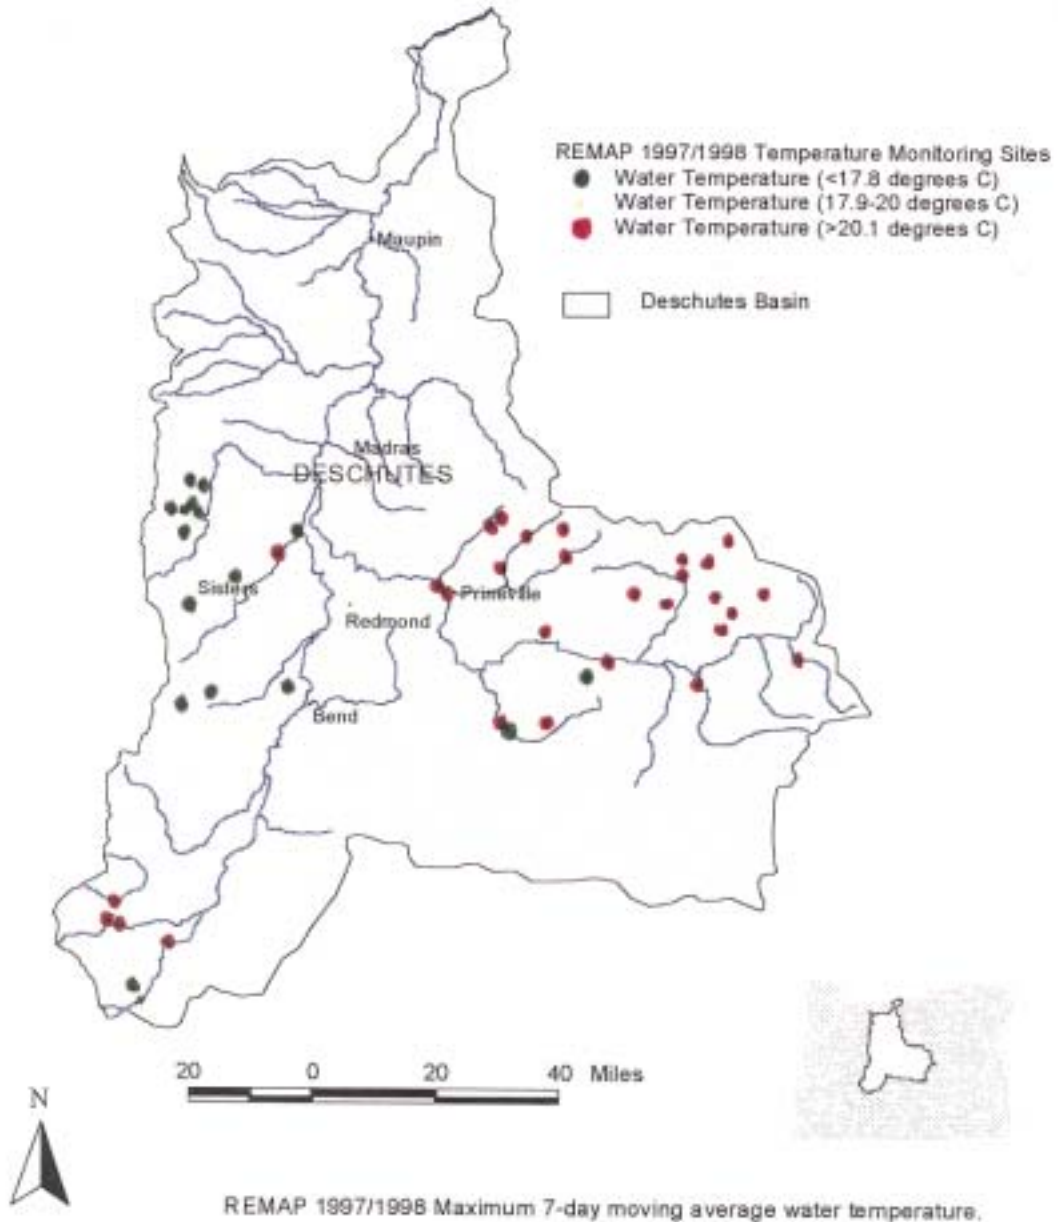 REMAP 1997/1998 Temperature Monitoring Sites
Water Temperature (<17.8 degrees C)
Water Temperature (17.9-20 degrees C)
Water Temperature (>20.1 degrees C)
Maupin
Deschutes Basin
Madras
DESCHUTES
Sisters
Prineville
Redmond
Bend
20 0 20 40 Miles
N
REMAP 1997/1998 Maximum 7-day moving average water temperature.